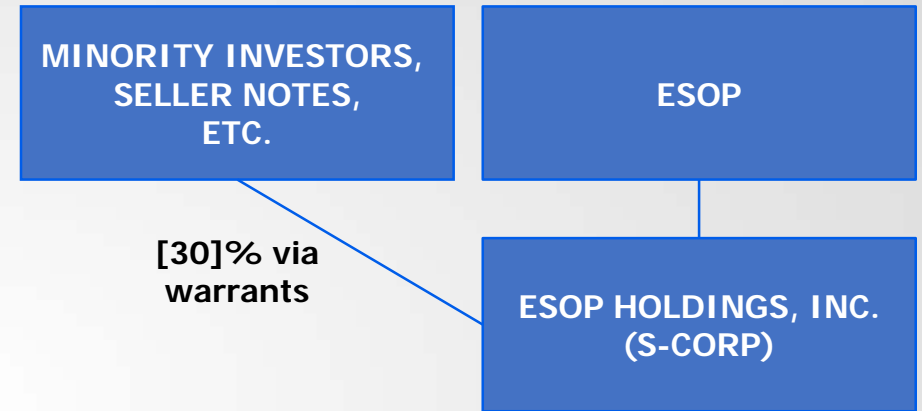 MINORITY INVESTORS,
SELLER NOTES,
ETC.
ESOP
[30]% via
warrants
ESOP HOLDINGS, INC.
(S-CORP)